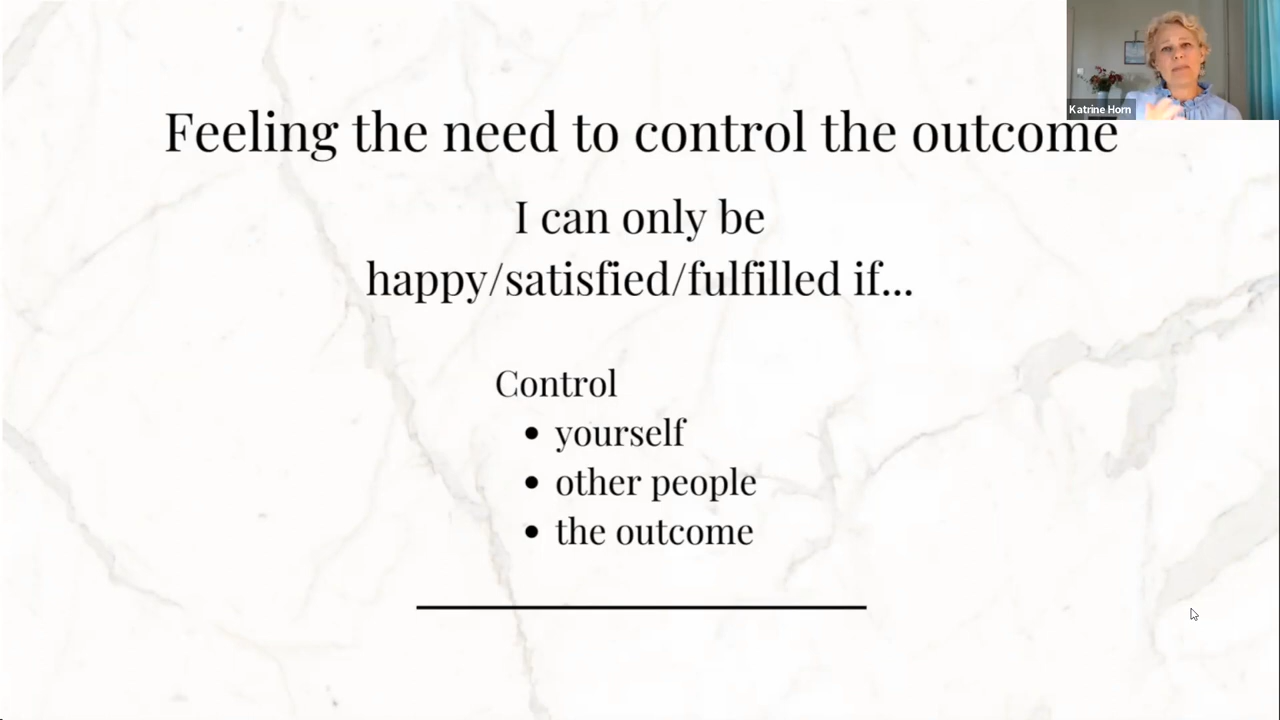 Katrine Horn
Feeling the need to control the outcome
I can only be
happy/satisfied/fulfilled if...
Control
• yourself
• other people
• the outcome